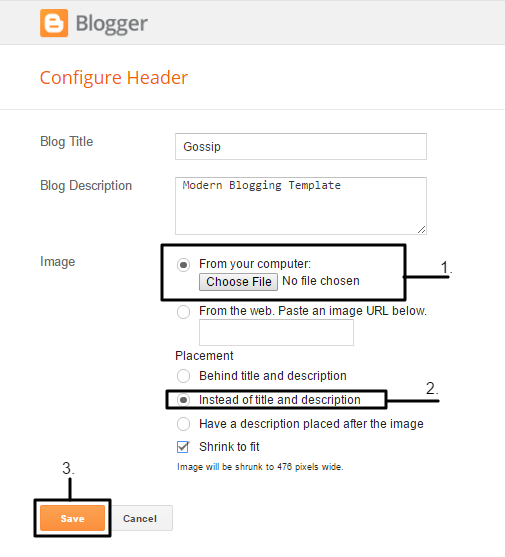 Blogger
Configure Header
Blog Title
Gossip
Blog Description
Modern Blogging Template
Image
From your computer:
Choose File No file chosen
1.
From the web. Paste an image URL below.
Placement
Behind title and description
2.
Instead of title and description
Have a description placed after the image
Shrink to fit
Image will be shrunk to 476 pixels wide.
3.
Save Cancel